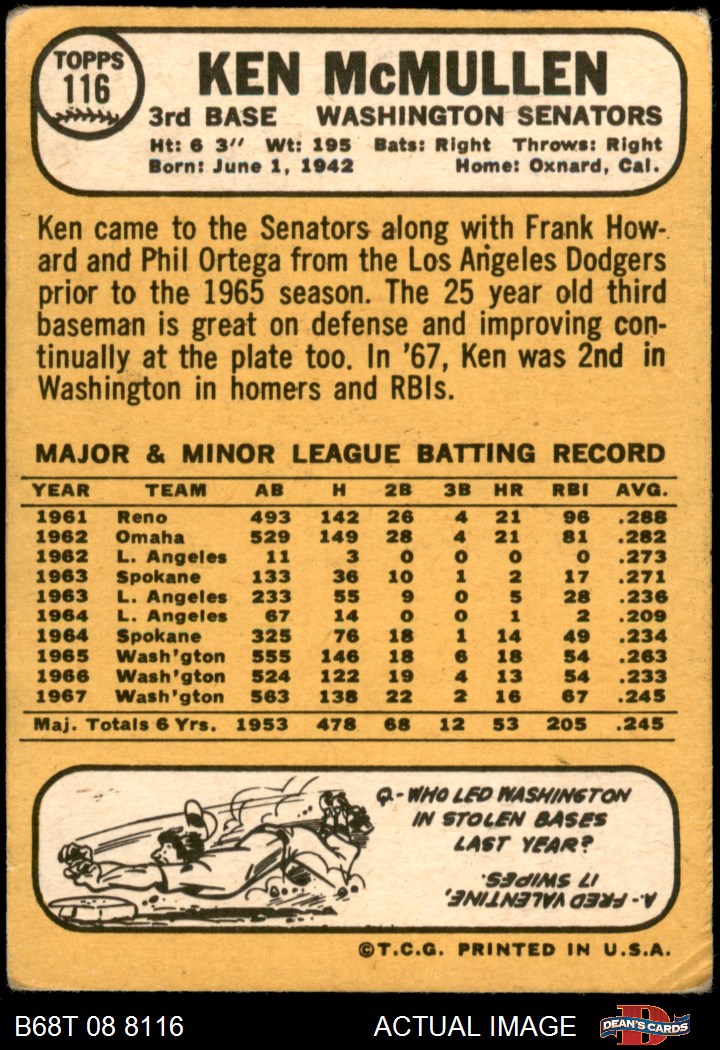 TOPPS
116
KEN McMULLEN
3rd BASE WASHINGTON SENATORS
Ht: 6 3" Wt: 195 Bats: Right Throws: Right
Born: June 1, 1942 Home: Oxnard, Cal.
Ken came to the Senators along with Frank How-
ard and Phil Ortega from the Los Angeles Dodgers
prior to the 1965 season. The 25 year old third
baseman is great on defense and improving con-
tinually at the plate too. In '67, Ken was 2nd in
Washington in homers and RBIs.
MAJOR & MINOR LEAGUE BATTING RECORD
YEAR TEAM AB H 2B 3B HR RBI AVG.
1961 Reno 493 142 26 4 21 96 .288
1962 Omaha 529 149 28 4 21 81 .282
1962 L. Angeles 11 3 0 0 0 0 .273
1963 Spokane 133 36 10 1 2 17 .271
1963 L. Angeles 233 55 9 0 5 28 .236
1964 L. Angeles 67 14 0 0 1 2 .209
1964 Spokane 325 76 18 1 14 49 .234
1965 Wash'gton 555 146 18 6 18 54 .263
1966 Wash'gton 524 122 19 4 13 54 .233
1967 Wash'gton 563 138 22 2 16 67 .245
Maj. Totals 6 Yrs. 1953 478 68 12 53 205 .245
Q-WHO LED WASHINGTON
IN STOLEN BASES
LAST YEAR?
A-FRED VALENTINE,
17 SWIPES.
©T.C.G. PRINTED IN U.S.A.
B68T 08 8116 ACTUAL IMAGE
D
DEAN'S CARDS